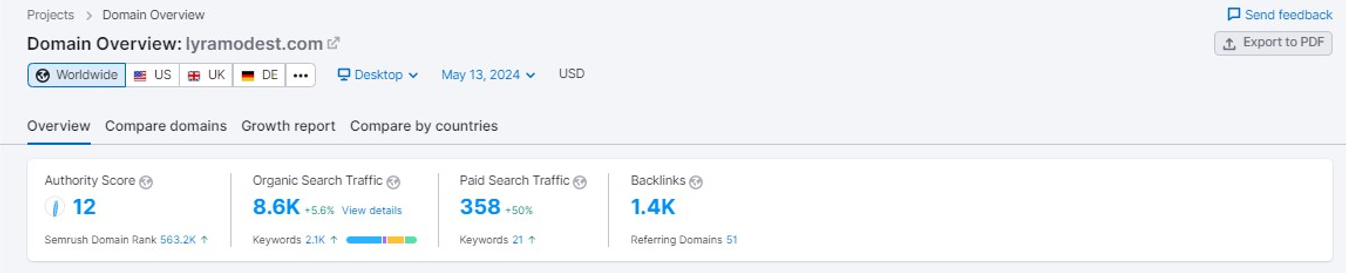 Projects > Domain Overview
Send feedback
Domain Overview: lyramodest.com
Export to PDF
Worldwide US UK DE ••• Desktop May 13, 2024 USD
Overview Compare domains Growth report Compare by countries
Authority Score Organic Search Traffic Paid Search Traffic Backlinks
12 8.6K +5.6% View details 358 +50% 1.4K
Semrush Domain Rank 563.2K ↑ Keywords 2.1K ↑ Keywords 21 ↑ Referring Domains 51